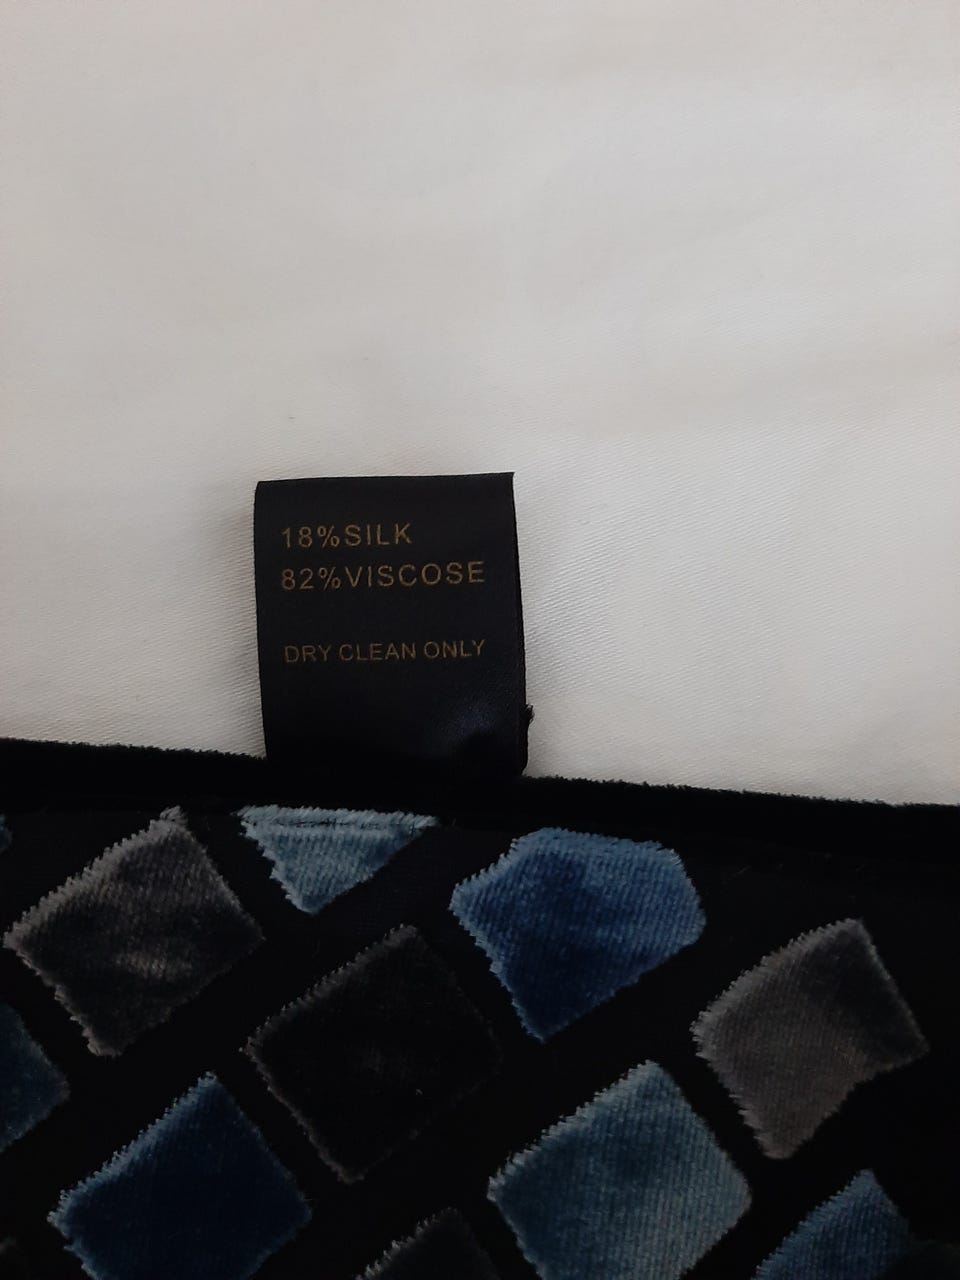 18%SILK
82%VISCOSE
DRY CLEAN ONLY